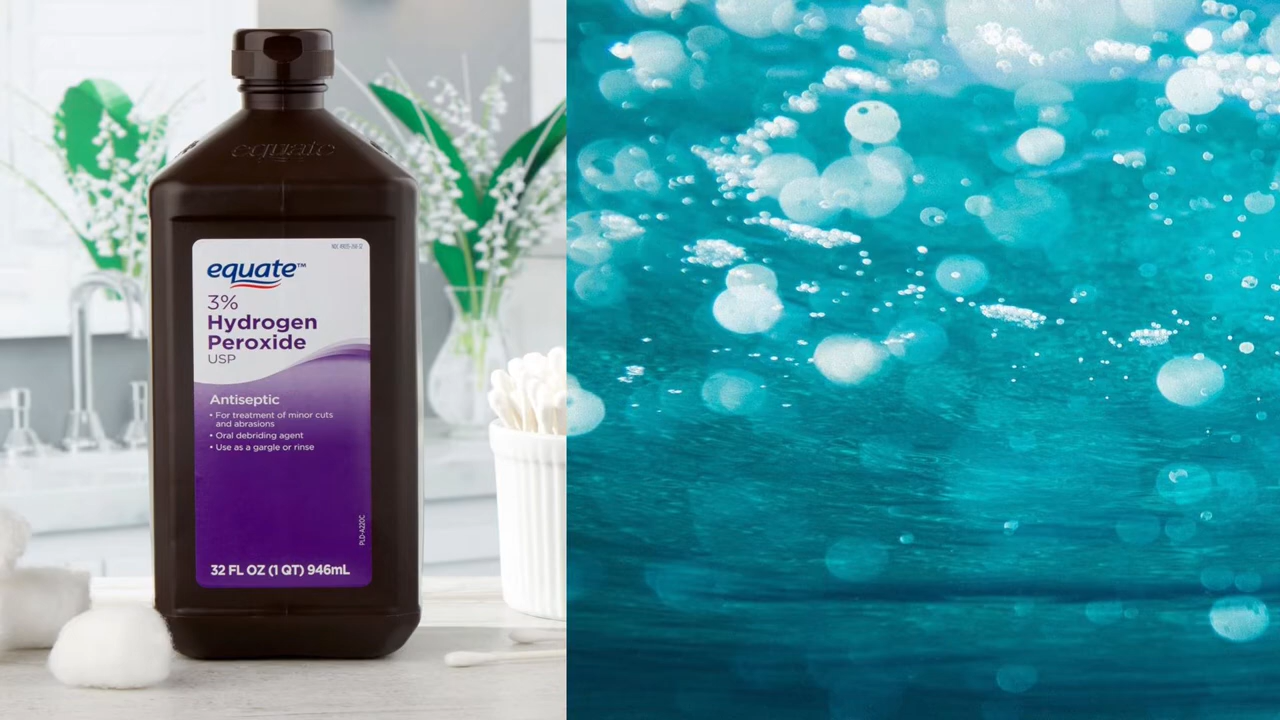 equate
equate™
3%
Hydrogen
Peroxide
USP
Antiseptic
• For treatment of minor cuts
and abrasions
• Oral debriding agent
• Use as a gargle or rinse
32 FL OZ (1 QT) 946mL